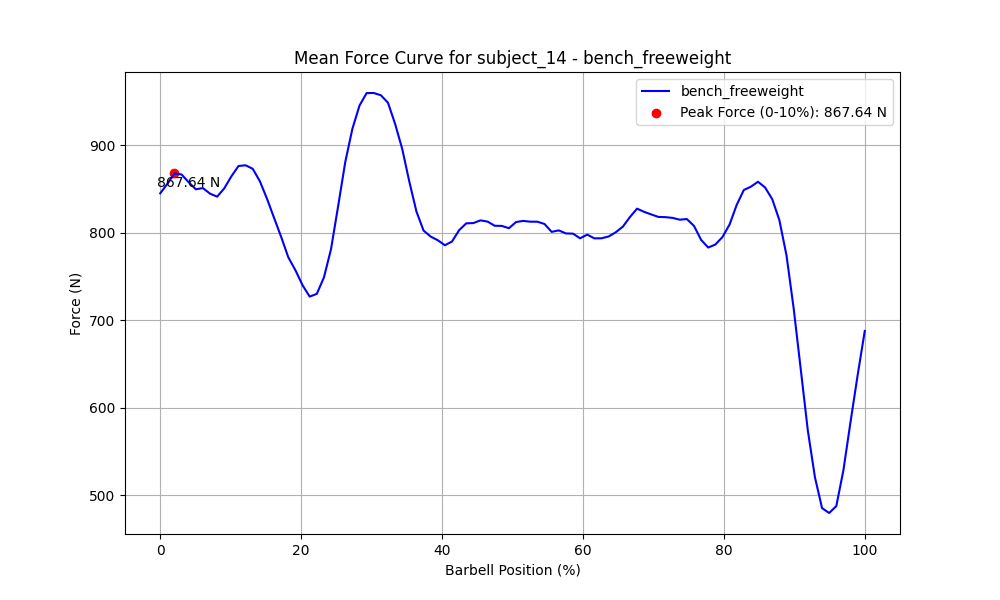 Mean Force Curve for subject_14 - bench_freeweight
bench_freeweight
Peak Force (0-10%): 867.64 N
867.64 N
900
800
700
600
500
Force (N)
0 20 40 60 80 100
Barbell Position (%)